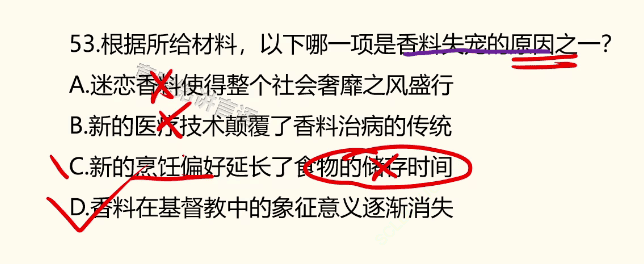 53.根据所给材料，以下哪一项是香料失宠的原因之一？
A.迷恋香料使得整个社会奢靡之风盛行
B.新的医疗技术颠覆了香料治病的传统
C.新的烹饪偏好延长了食物的储存时间
D.香料在基督教中的象征意义逐渐消失